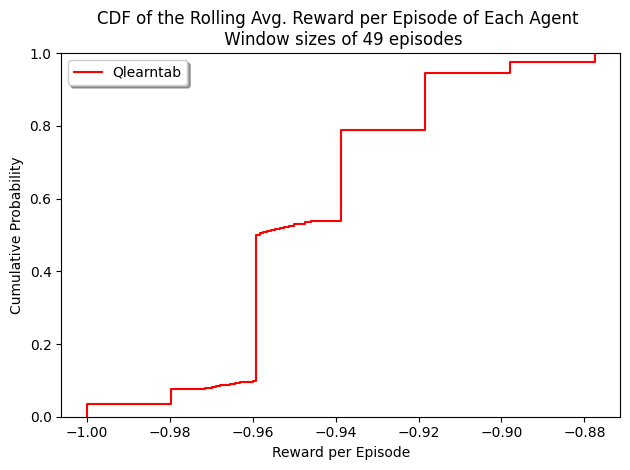 CDF of the Rolling Avg. Reward per Episode of Each Agent
Window sizes of 49 episodes
Qlearntab
Cumulative Probability
1.0
0.8
0.6
0.4
0.2
0.0
−1.00 −0.98 −0.96 −0.94 −0.92 −0.90 −0.88
Reward per Episode